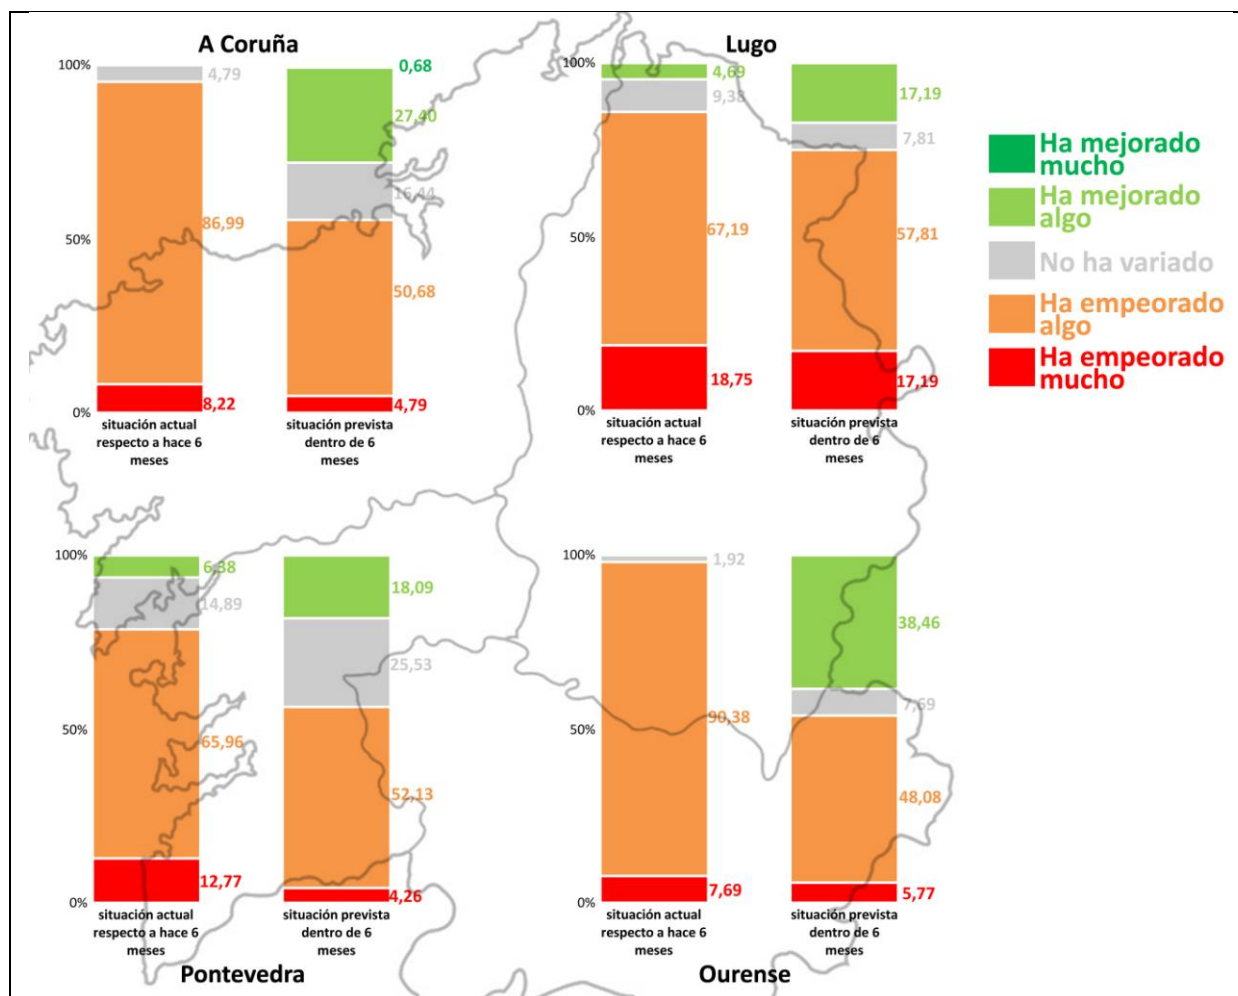 A Coruña
100%
50%
0%
4,79
86,99
8,22
0,68
27,40
16,44
50,68
4,79
situación actual
respecto a hace 6
meses
situación prevista
dentro de 6
meses
Lugo
100%
50%
0%
4,69
9,38
67,19
18,75
17,19
7,81
57,81
17,19
situación actual
respecto a hace 6
meses
situación prevista
dentro de 6
meses
Ha mejorado
mucho
Ha mejorado
algo
No ha variado
Ha empeorado
algo
Ha empeorado
mucho
100%
50%
0%
6,38
14,89
65,96
12,77
18,09
25,53
52,13
4,26
situación actual
respecto a hace 6
meses
situación prevista
dentro de 6
meses
Pontevedra
100%
50%
0%
1,92
90,38
7,69
38,46
7,69
48,08
5,77
situación actual
respecto a hace 6
meses
situación prevista
dentro de 6
meses
Ourense